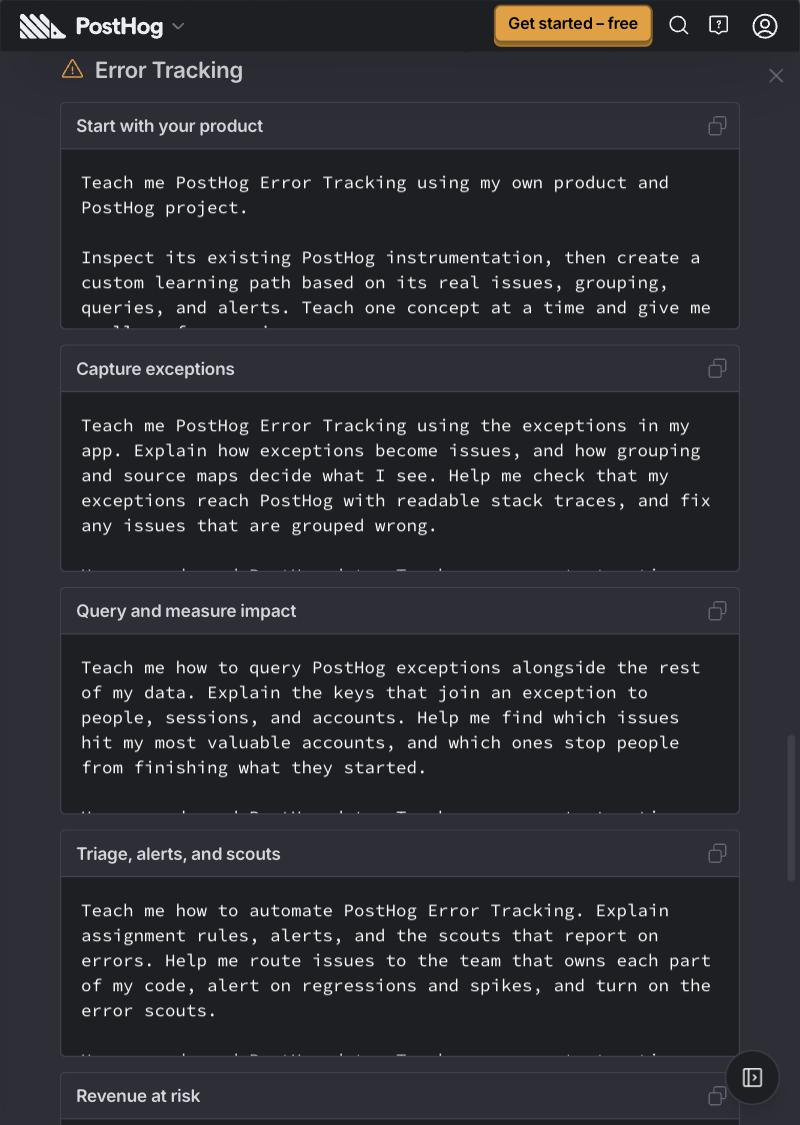 PostHog
Get started – free
Error Tracking
Start with your product
Teach me PostHog Error Tracking using my own product and
PostHog project.
Inspect its existing PostHog instrumentation, then create a
custom learning path based on its real issues, grouping,
queries, and alerts. Teach one concept at a time and give me
Capture exceptions
Teach me PostHog Error Tracking using the exceptions in my
app. Explain how exceptions become issues, and how grouping
and source maps decide what I see. Help me check that my
exceptions reach PostHog with readable stack traces, and fix
any issues that are grouped wrong.
Query and measure impact
Teach me how to query PostHog exceptions alongside the rest
of my data. Explain the keys that join an exception to
people, sessions, and accounts. Help me find which issues
hit my most valuable accounts, and which ones stop people
from finishing what they started.
Triage, alerts, and scouts
Teach me how to automate PostHog Error Tracking. Explain
assignment rules, alerts, and the scouts that report on
errors. Help me route issues to the team that owns each part
of my code, alert on regressions and spikes, and turn on the
error scouts.
Revenue at risk